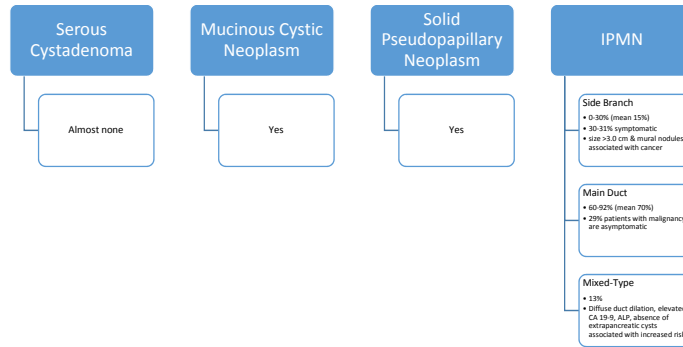 Serous
Cystadenoma
Almost none
Mucinous Cystic
Neoplasm
Yes
Solid
Pseudopapillary
Neoplasm
Yes
IPMN
Side Branch
• 0-30% (mean 15%)
• 30-31% symptomatic
• size >3.0 cm & mural nodules
associated with cancer
Main Duct
• 60-92% (mean 70%)
• 29% patients with malignancy
are asymptomatic
Mixed-Type
• 13%
• Diffuse duct dilation, elevated
CA 19-9, ALP, absence of
extrapancreatic cysts
associated with increased risk